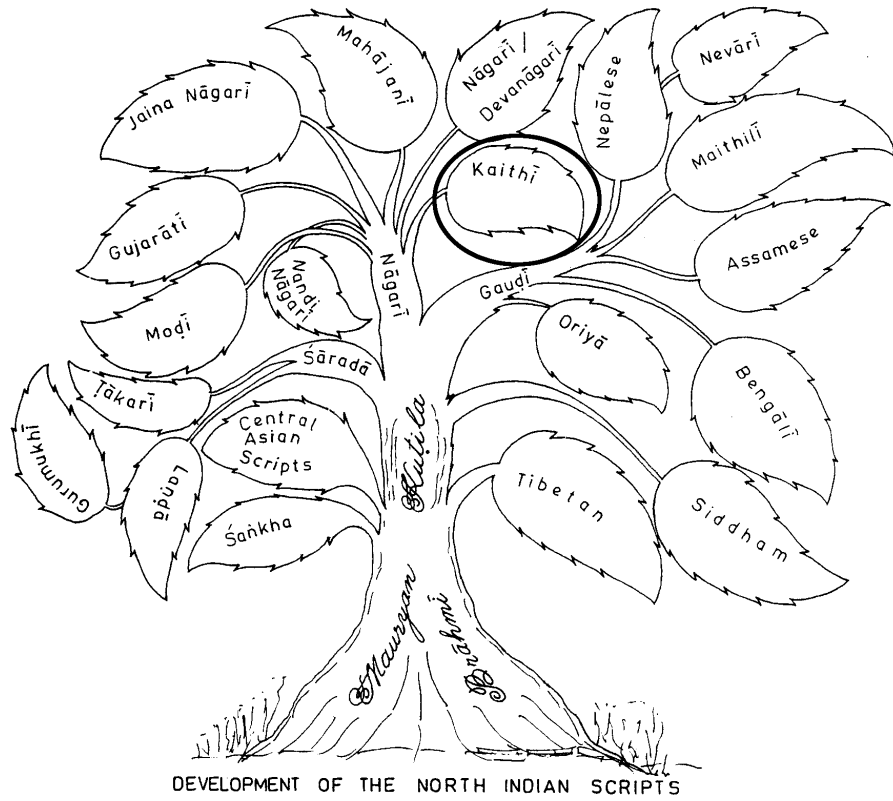 Mahājanī
Nāgarī /
Devanāgarī
Nepālese
Nevārī
Jaina Nāgarī
Maithilī
Kaithī
Gujarātī
Assamese
Nandi
Nāgarī
Nāgarī
Gauḍī
Moḍī
Oriyā
Śāradā
Ṭākarī
Bengālī
Gurumukhī
Laṇḍā
Central
Asian
Scripts
Kuṭila
Tibetan
Siddham
Śaṅkha
Mauryan
Brāhmī
DEVELOPMENT OF THE NORTH INDIAN SCRIPTS